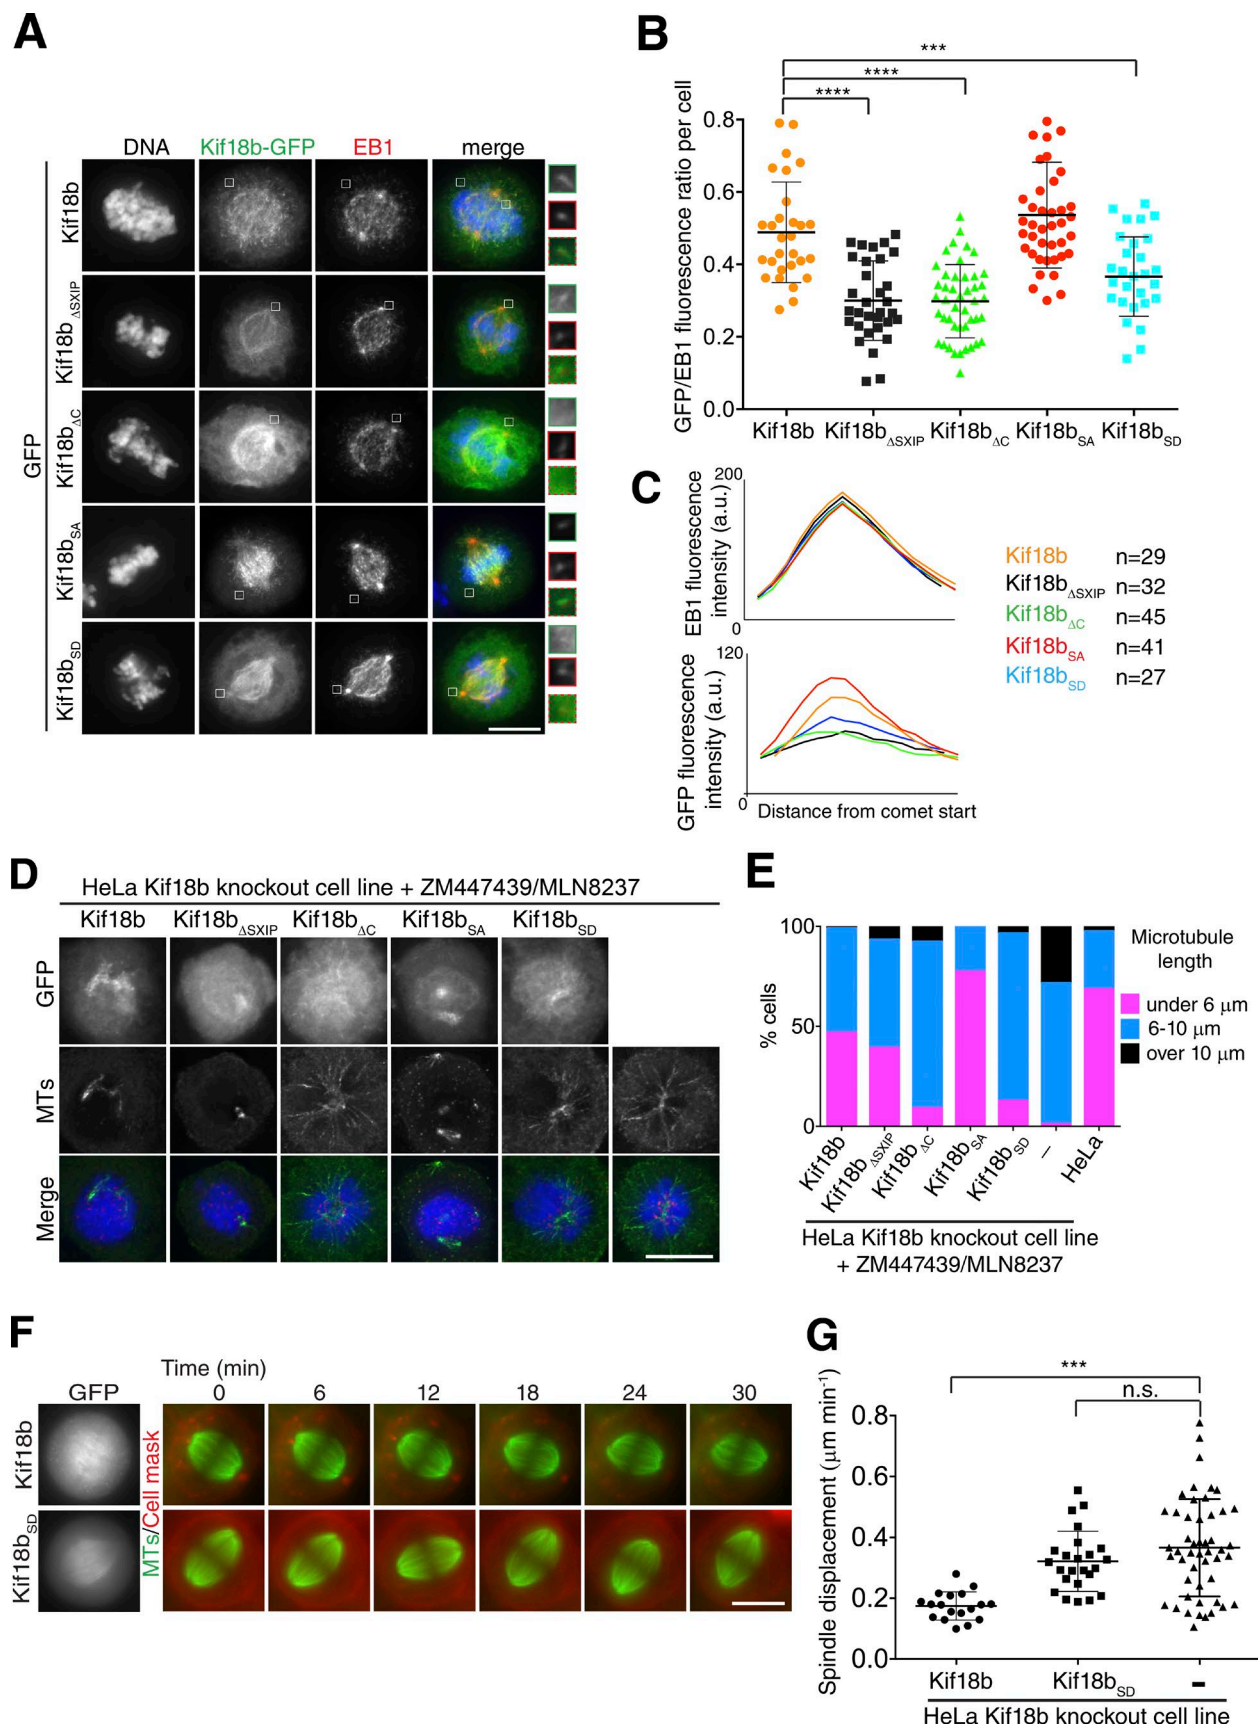 A
DNA Kif18b-GFP EB1 merge
GFP
Kif18b
Kif18bΔSXIP
Kif18bΔC
Kif18bSA
Kif18bSD
B
***
****
****
GFP/EB1 fluorescence ratio per cell
0.8
0.6
0.4
0.2
0.0
Kif18b Kif18bΔSXIP Kif18bΔC Kif18bSA Kif18bSD
C
EB1 fluorescence
intensity (a.u.)
200
0
GFP fluorescence
intensity (a.u.)
120
0
Distance from comet start
Kif18b n=29
Kif18bΔSXIP n=32
Kif18bΔC n=45
Kif18bSA n=41
Kif18bSD n=27
D
HeLa Kif18b knockout cell line + ZM447439/MLN8237
Kif18b Kif18bΔSXIP Kif18bΔC Kif18bSA Kif18bSD
GFP
MTs
Merge
E
% cells
100
50
0
Microtubule
length
under 6 μm
6-10 μm
over 10 μm
Kif18b Kif18bΔSXIP Kif18bΔC Kif18bSA Kif18bSD – HeLa
HeLa Kif18b knockout cell line
+ ZM447439/MLN8237
F
Time (min)
GFP 0 6 12 18 24 30
Kif18b
Kif18bSD
MTs/Cell mask
G
***
n.s.
Spindle displacement (μm min-1)
0.8
0.6
0.4
0.2
0.0
Kif18b Kif18bSD -
HeLa Kif18b knockout cell line